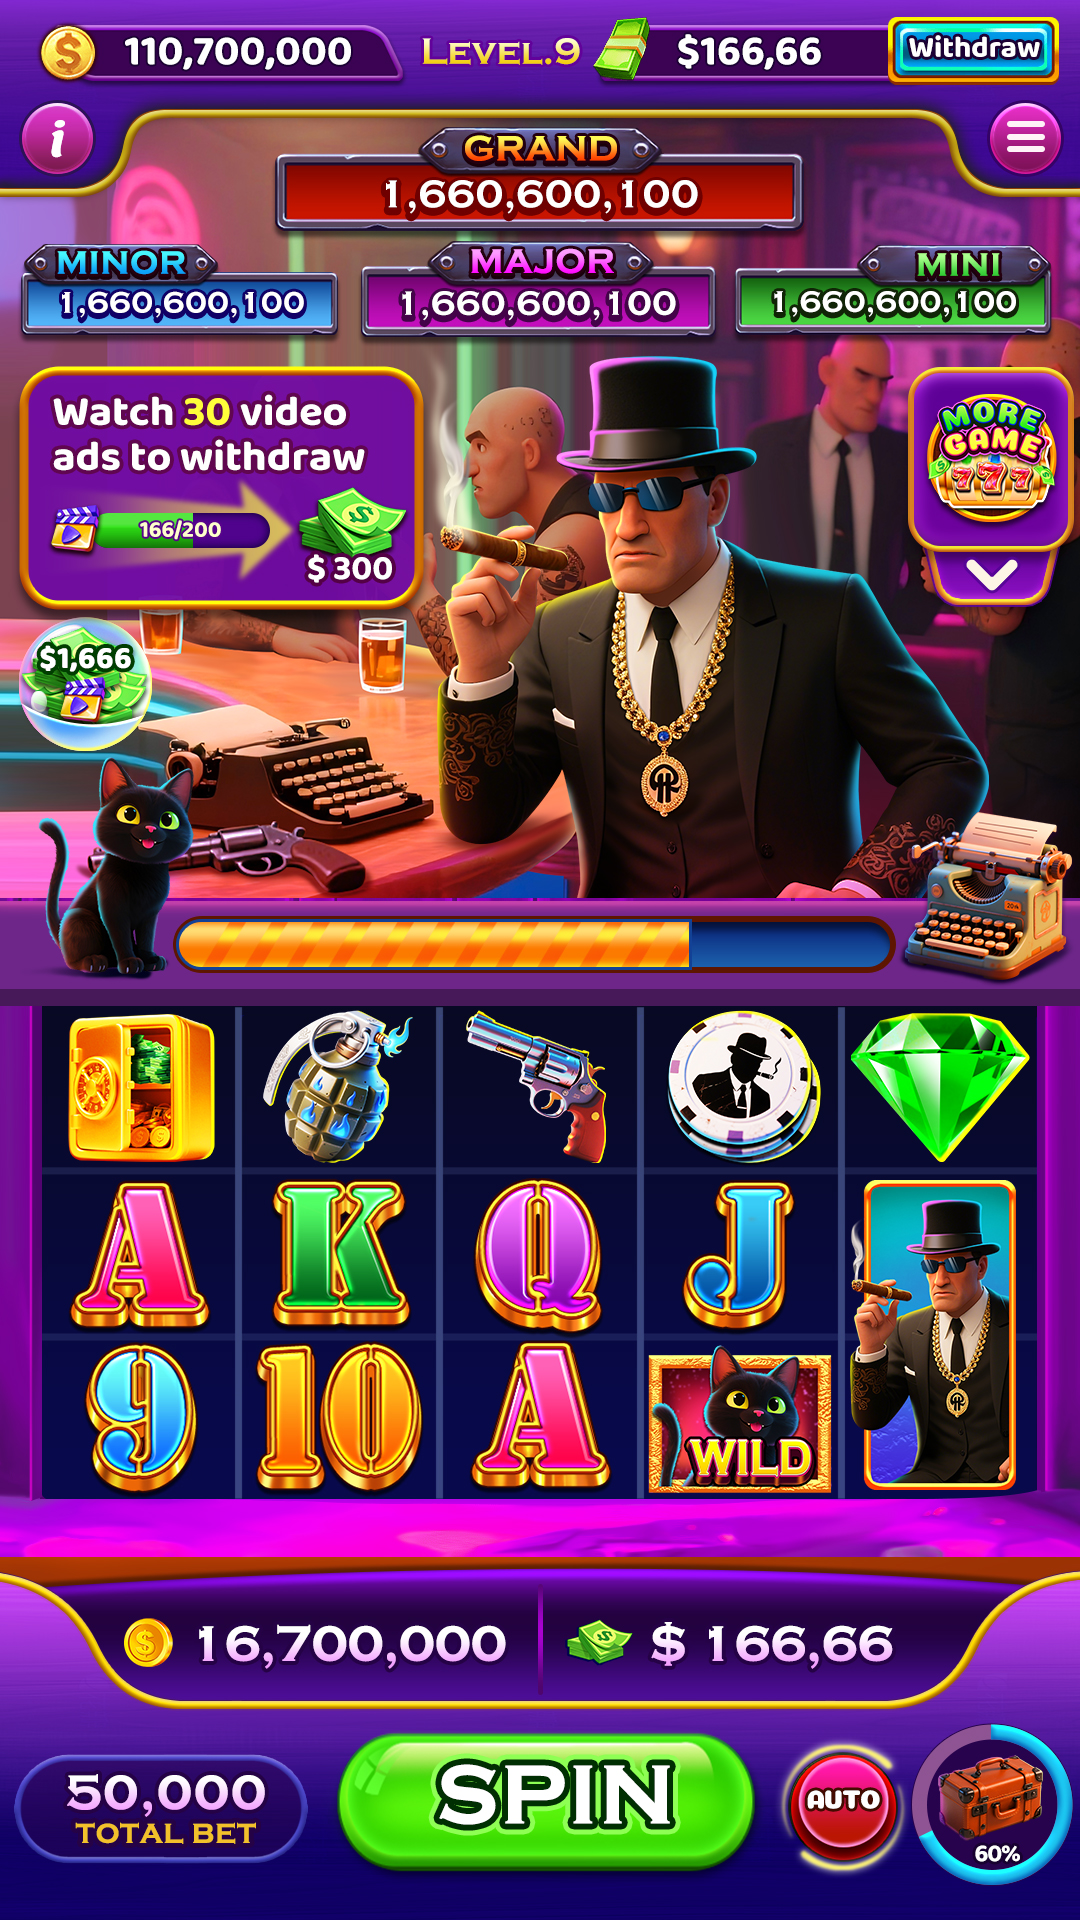 110,700,000
LEVEL.9
$166,66
Withdraw
i
GRAND
1,660,600,100
MINOR
1,660,600,100
MAJOR
1,660,600,100
MINI
1,660,600,100
Watch 30 video
ads to withdraw
166/200
$ 300
MORE
GAME
777
$1,666
A
K
Q
J
9
10
A
WILD
16,700,000
$ 166,66
50,000
TOTAL BET
SPIN
AUTO
60%